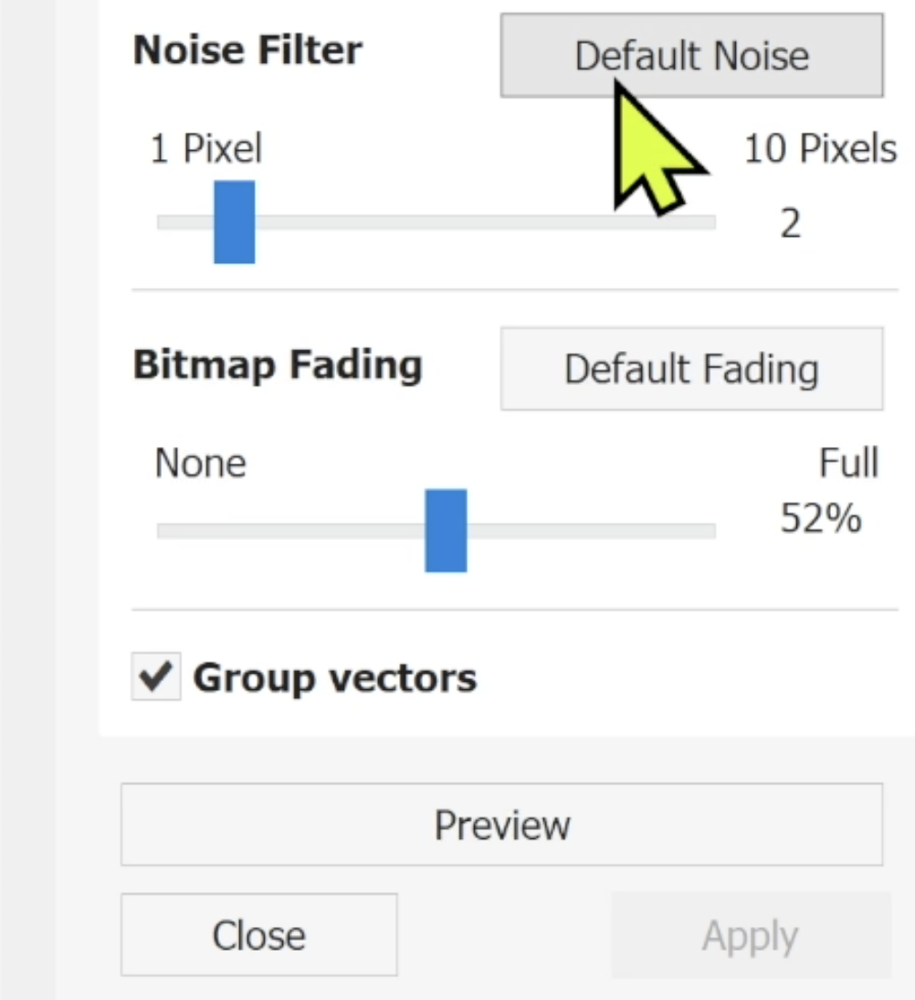 Noise Filter Default Noise
1 Pixel 10 Pixels
2
Bitmap Fading Default Fading
None Full
52%
Group vectors
Preview
Close Apply